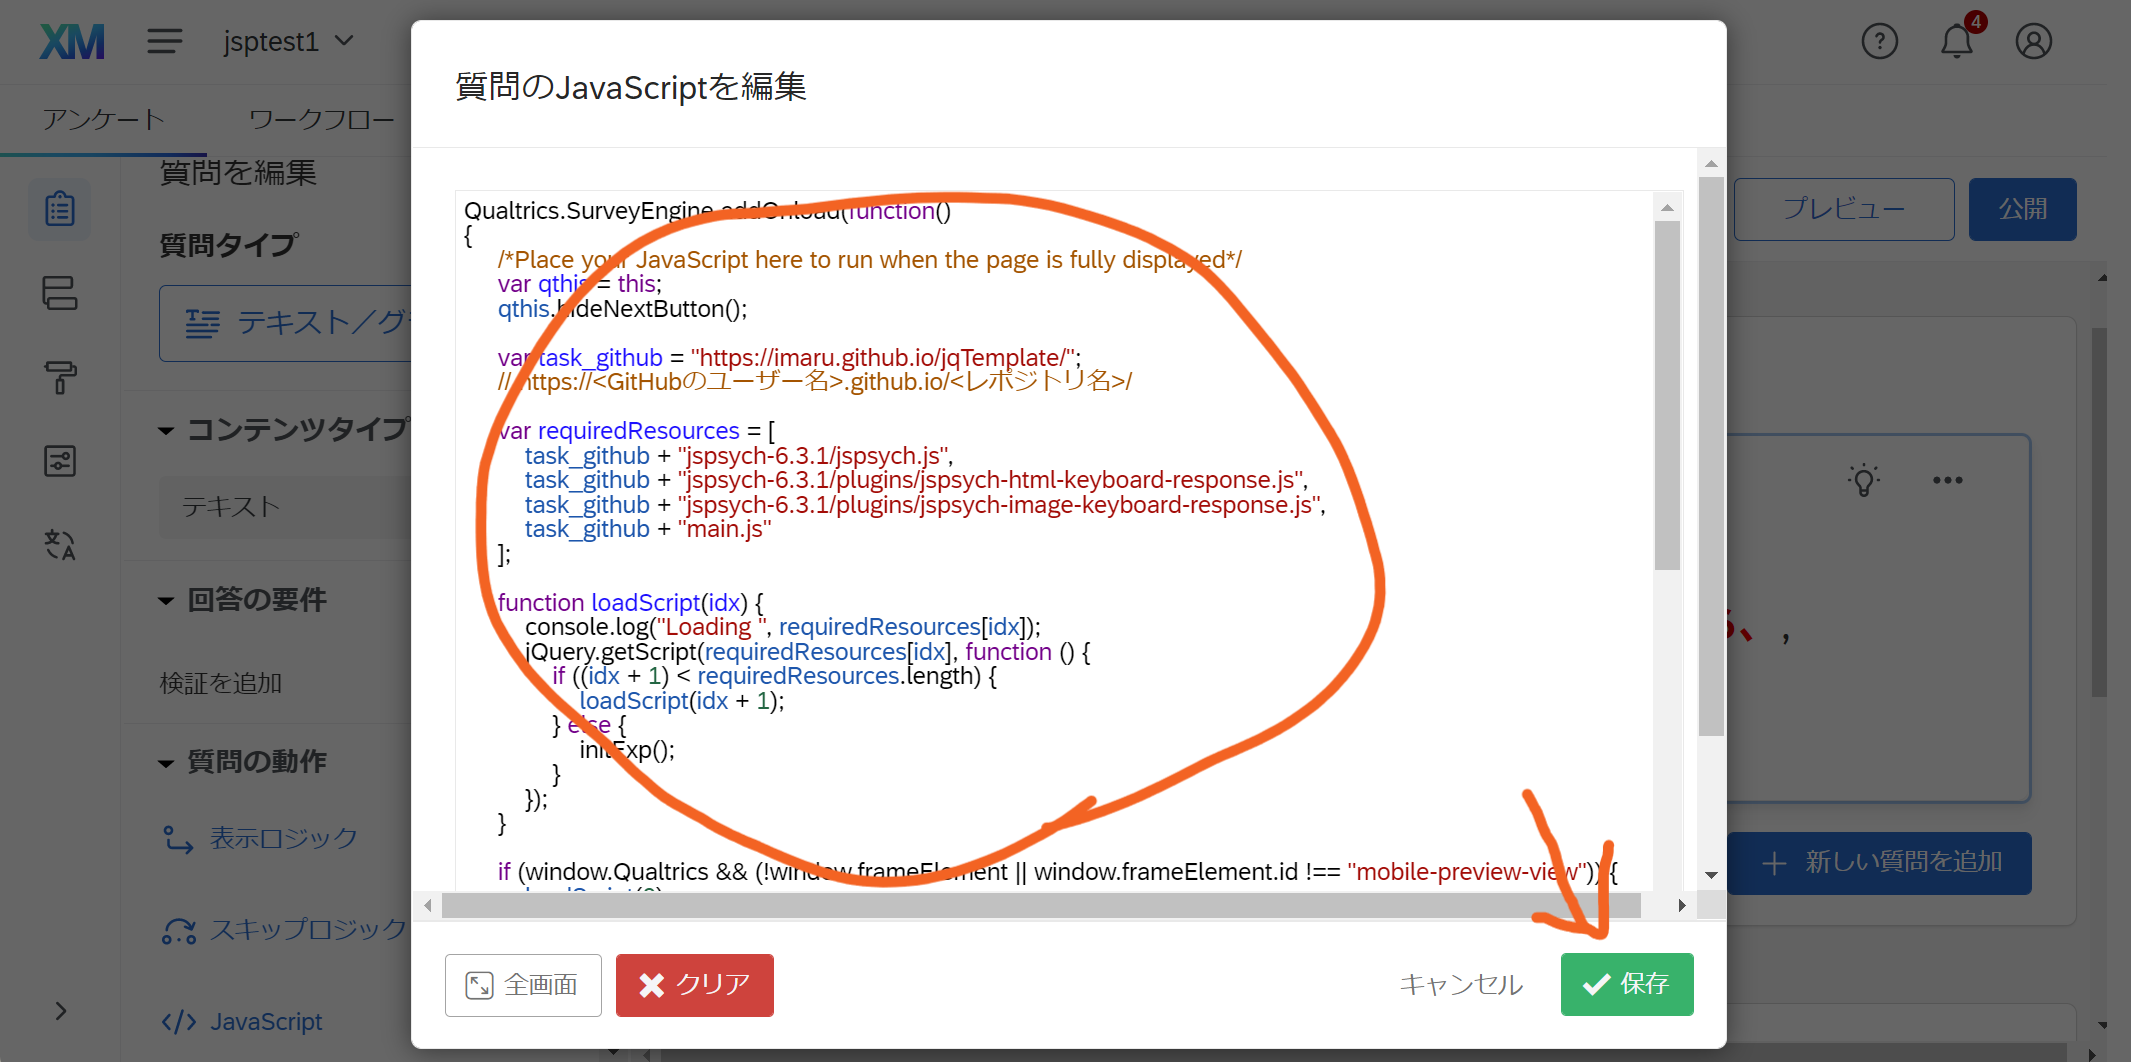 XM
jsptest1
4
アンケート
ワークフロー
質問を編集
質問タイプ
テキスト／グ
コンテンツタイプ
テキスト
回答の要件
検証を追加
質問の動作
表示ロジック
スキップロジック
</> JavaScript
質問のJavaScriptを編集
Qualtrics.SurveyEngine.addOnload(function()
{
/*Place your JavaScript here to run when the page is fully displayed*/
var qthis = this;
qthis.hideNextButton();
var task_github = "https://imaru.github.io/jqTemplate/";
// https://<GitHubのユーザー名>.github.io/<レポジトリ名>/
var requiredResources = [
task_github + "jspsych-6.3.1/jspsych.js",
task_github + "jspsych-6.3.1/plugins/jspsych-html-keyboard-response.js",
task_github + "jspsych-6.3.1/plugins/jspsych-image-keyboard-response.js",
task_github + "main.js"
];
function loadScript(idx) {
console.log("Loading ", requiredResources[idx]);
jQuery.getScript(requiredResources[idx], function () {
if ((idx + 1) < requiredResources.length) {
loadScript(idx + 1);
} else {
initExp();
}
});
}
if (window.Qualtrics && (!window.frameElement || window.frameElement.id !== "mobile-preview-view")) {
全画面
クリア
キャンセル
保存
プレビュー
公開
、,
新しい質問を追加